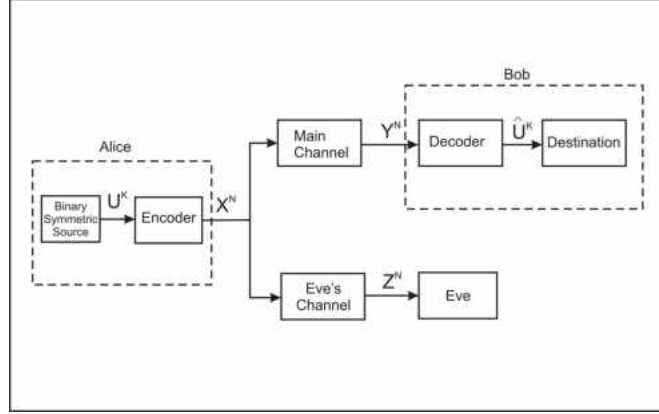 Bob
Main
Channel
Y^N
Decoder
Û^K
Destination
Alice
Binary
Symmetric
Source
U^K
Encoder
X^N
Eve's
Channel
Z^N
Eve